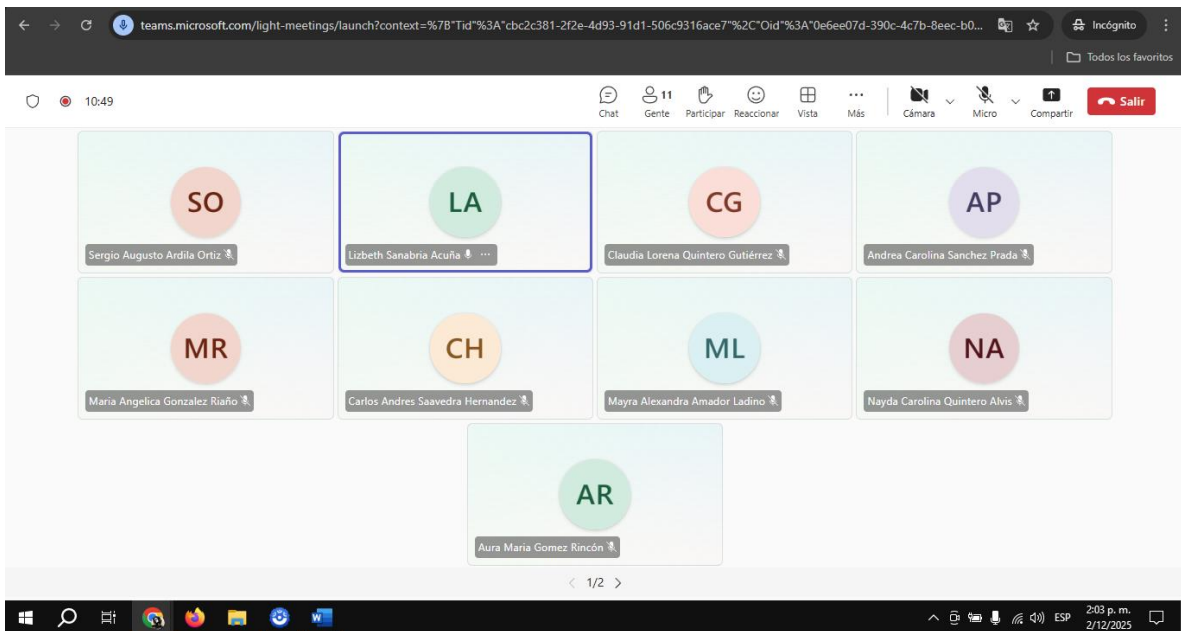 teams.microsoft.com/light-meetings/launch?context=%7B"Tid"%3A"cbc2c381-2f2e-4d93-91d1-506c9316ace7"%2C"Oid"%3A"0e6ee07d-390c-4c7b-8eec-b0...
Incógnito
Todos los favoritos
10:49
11
Chat
Gente
Participar
Reaccionar
Vista
Más
Cámara
Micro
Compartir
Salir
SO
Sergio Augusto Ardila Ortiz
LA
Lizbeth Sanabria Acuña
CG
Claudia Lorena Quintero Gutiérrez
AP
Andrea Carolina Sanchez Prada
MR
Maria Angelica Gonzalez Riaño
CH
Carlos Andres Saavedra Hernandez
ML
Mayra Alexandra Amador Ladino
NA
Nayda Carolina Quintero Alvis
AR
Aura Maria Gomez Rincón
1/2
ESP
2:03 p. m.
2/12/2025